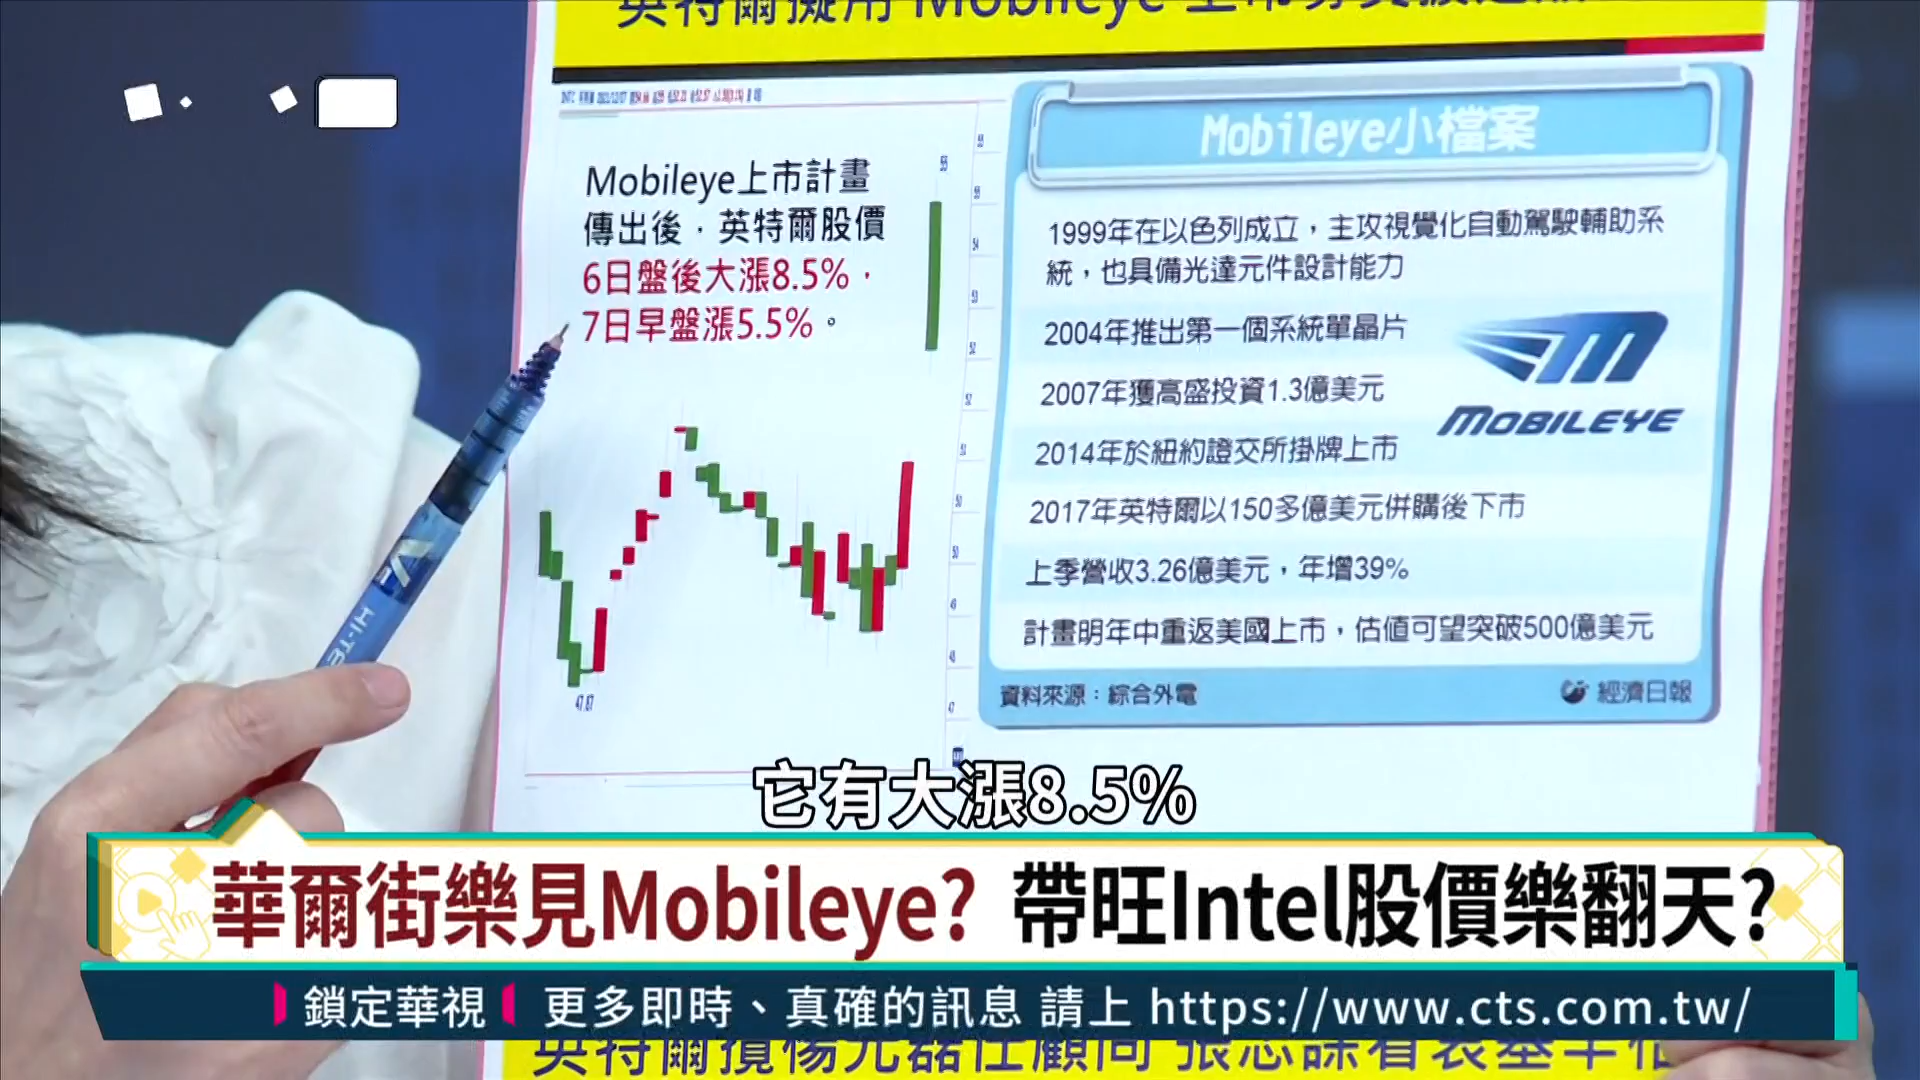 Mobileye小檔案
Mobileye上市計畫
傳出後，英特爾股價
6日盤後大漲8.5%，
7日早盤漲5.5%。
47.87
1999年在以色列成立，主攻視覺化自動駕駛輔助系
統，也具備光達元件設計能力
2004年推出第一個系統單晶片
2007年獲高盛投資1.3億美元
2014年於紐約證交所掛牌上市
2017年英特爾以150多億美元併購後下市
上季營收3.26億美元，年增39%
計畫明年中重返美國上市，估值可望突破500億美元
MOBILEYE
資料來源：綜合外電
經濟日報
HI-TE
它有大漲8.5%
華爾街樂見Mobileye? 帶旺Intel股價樂翻天?
鎖定華視 更多即時、真確的訊息 請上 https://www.cts.com.tw/